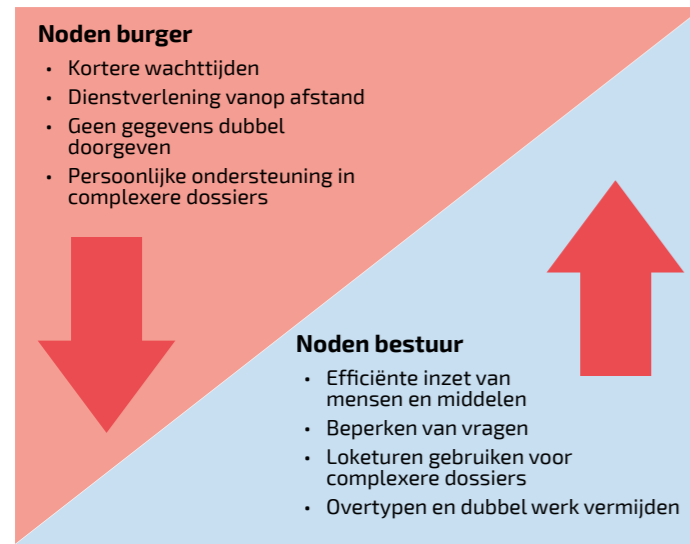 Noden burger
• Kortere wachttijden
• Dienstverlening vanop afstand
• Geen gegevens dubbel
doorgeven
• Persoonlijke ondersteuning in
complexere dossiers
Noden bestuur
• Efficiënte inzet van
mensen en middelen
• Beperken van vragen
• Loketuren gebruiken voor
complexere dossiers
• Overtypen en dubbel werk vermijden